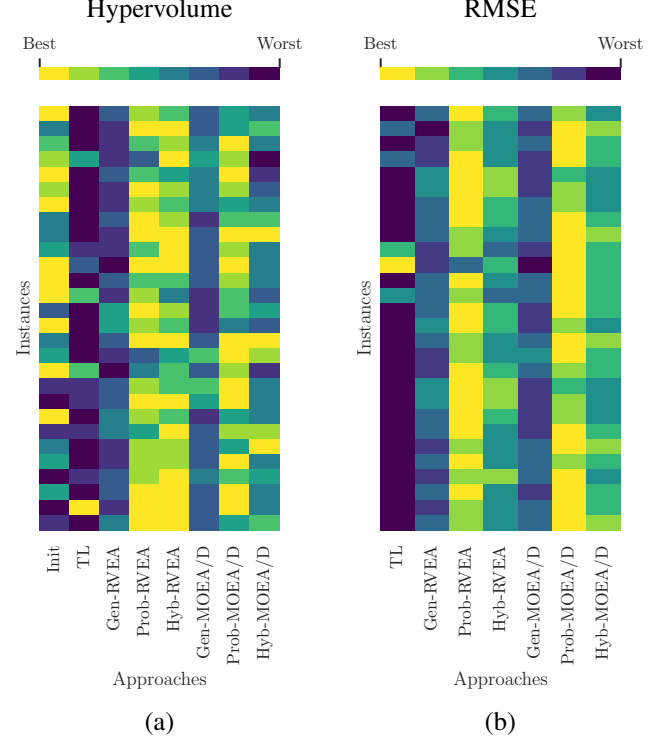 Hypervolume
Best
Worst
Instances
Init
TL
Gen-RVEA
Prob-RVEA
Hyb-RVEA
Gen-MOEA/D
Prob-MOEA/D
Hyb-MOEA/D
Approaches
(a)
RMSE
Best
Worst
Instances
TL
Gen-RVEA
Prob-RVEA
Hyb-RVEA
Gen-MOEA/D
Prob-MOEA/D
Hyb-MOEA/D
Approaches
(b)